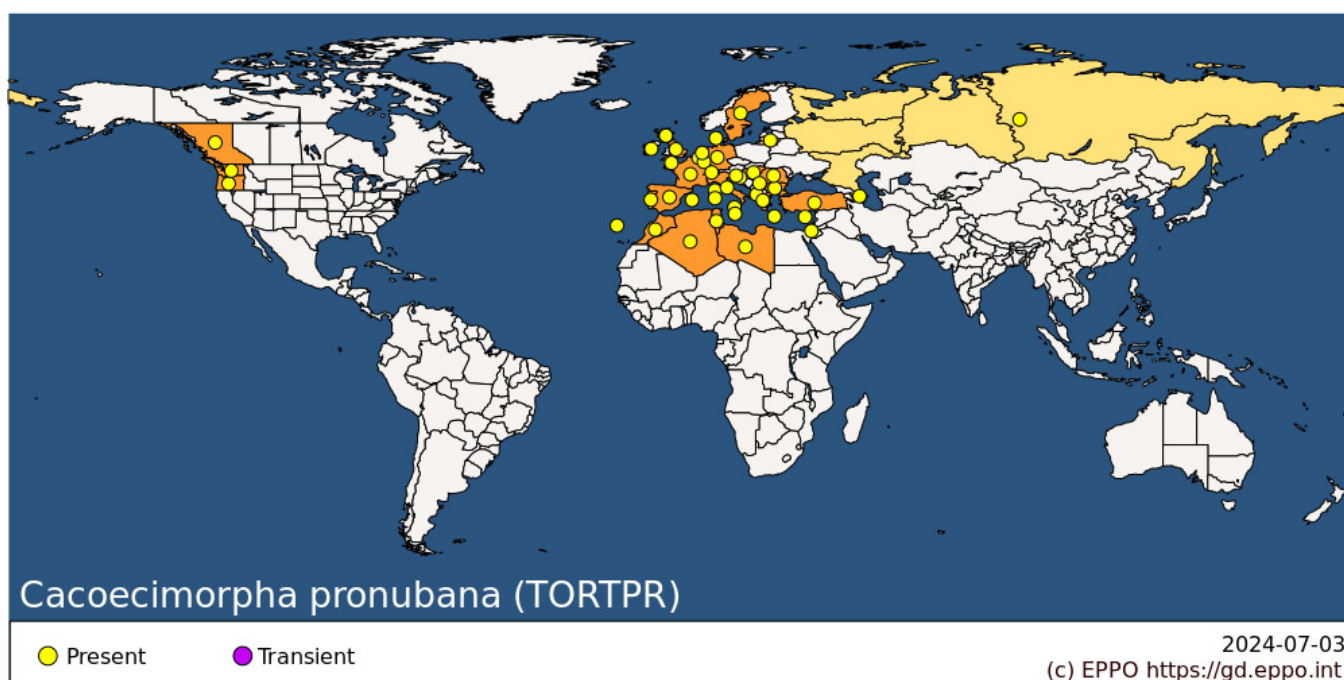 Cacoecimorpha pronubana (TORTPR)
Present
Transient
2024-07-03
(c) EPPO https://gd.eppo.int